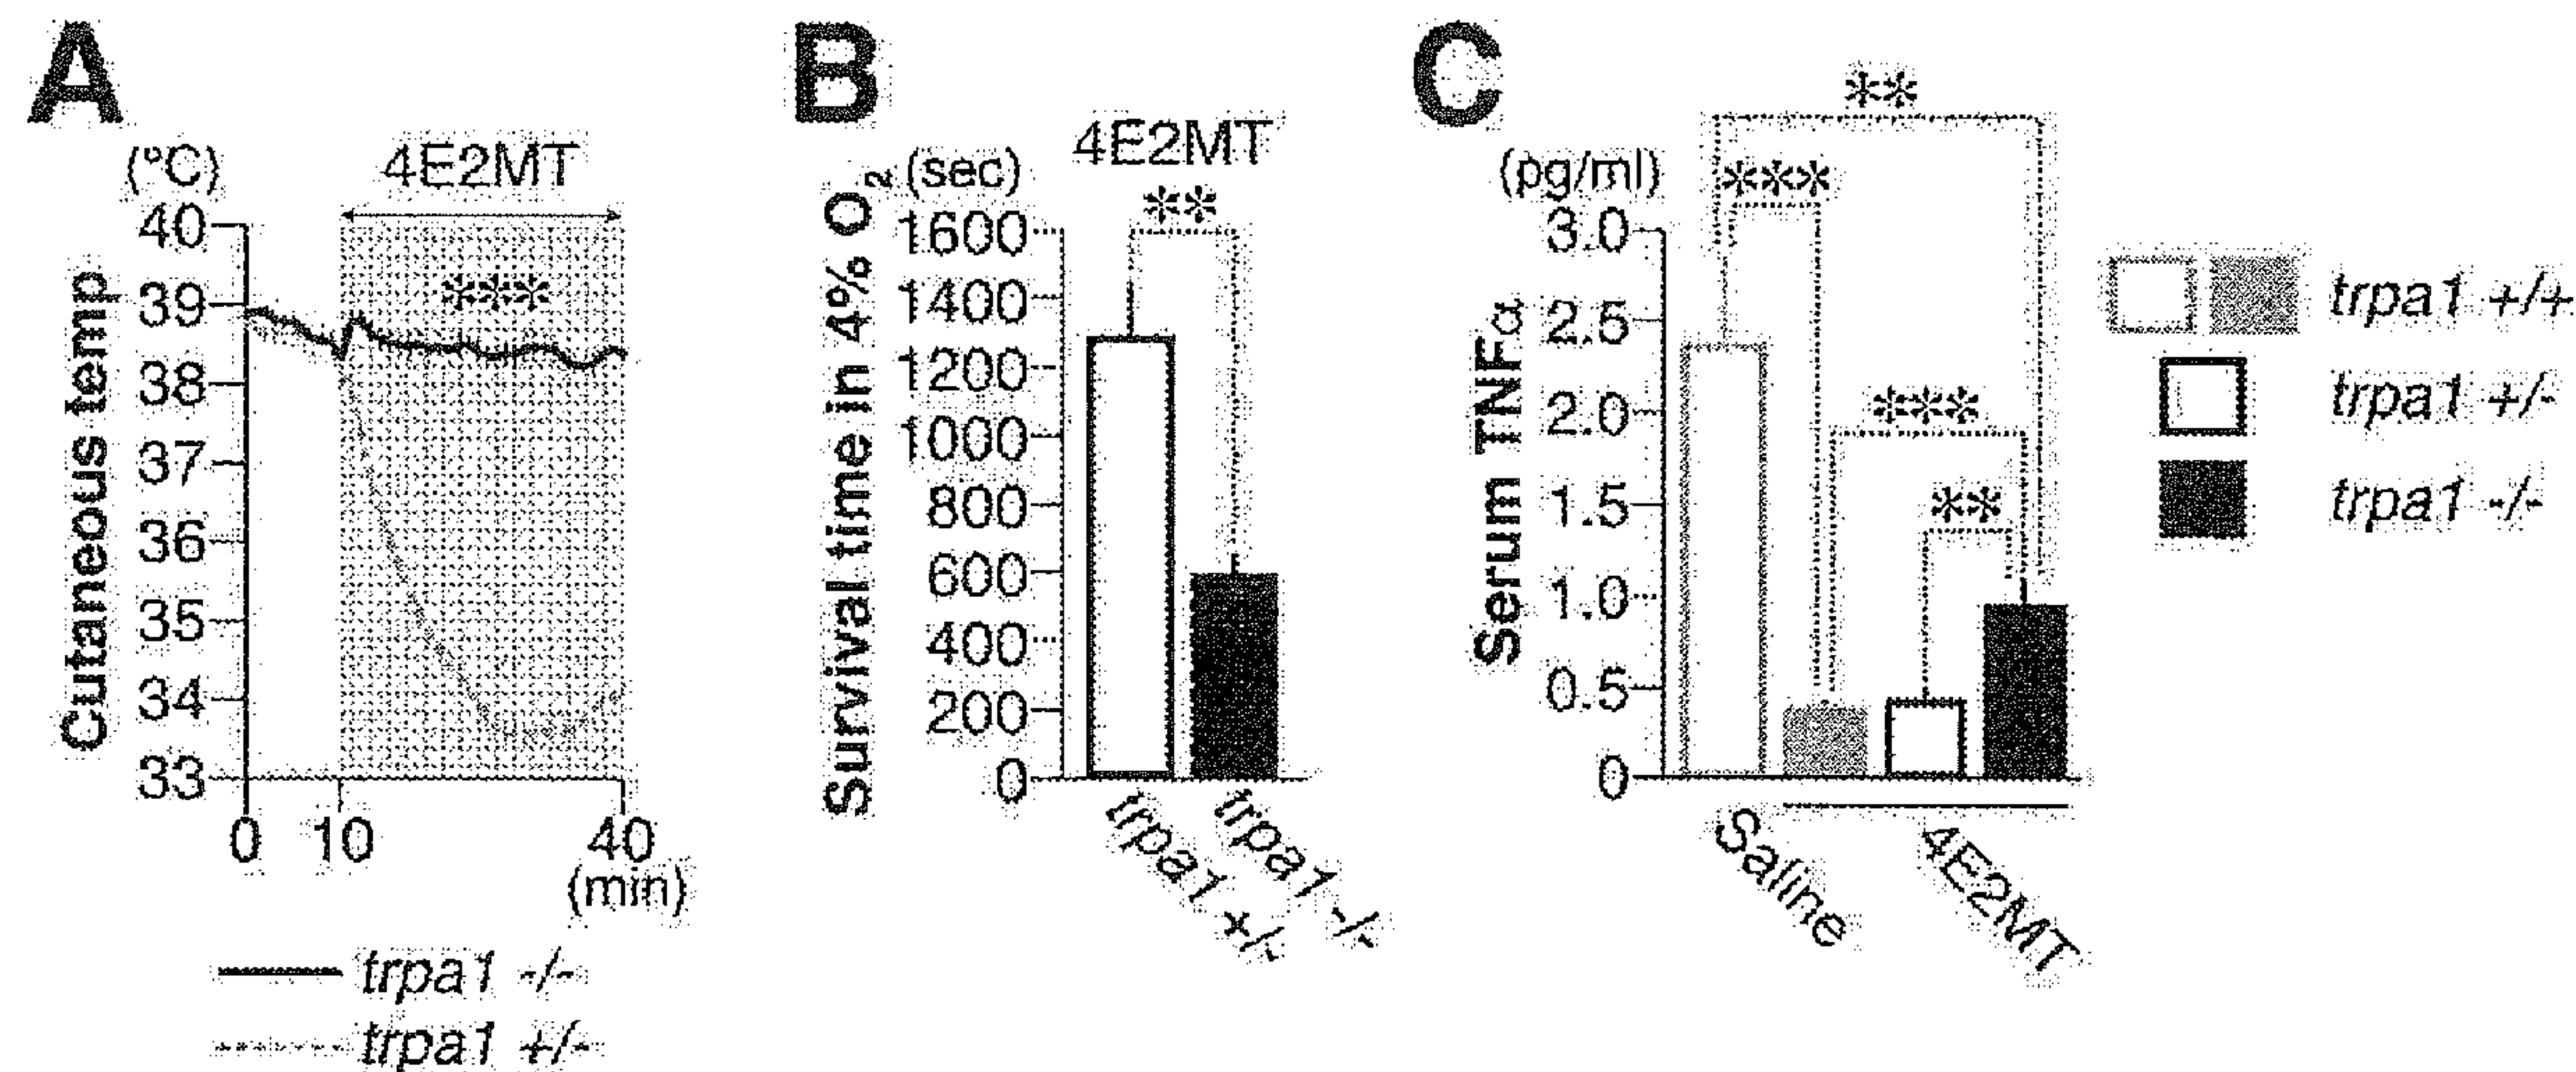 A
(°C)
4E2MT
Cutaneous temp
40
39
38
37
36
35
34
33
***
0 10 40
(min)
trpa1 -/-
trpa1 +/-
B
Survival time in 4% O2
(sec)
4E2MT
**
1600
1400
1200
1000
800
600
400
200
0
trpa1 +/-
trpa1 -/-
C
(pg/ml)
Serum TNFα
3.0
2.5
2.0
1.5
1.0
0.5
0
**
***
***
**
Saline
4E2MT
trpa1 +/+
trpa1 +/-
trpa1 -/-